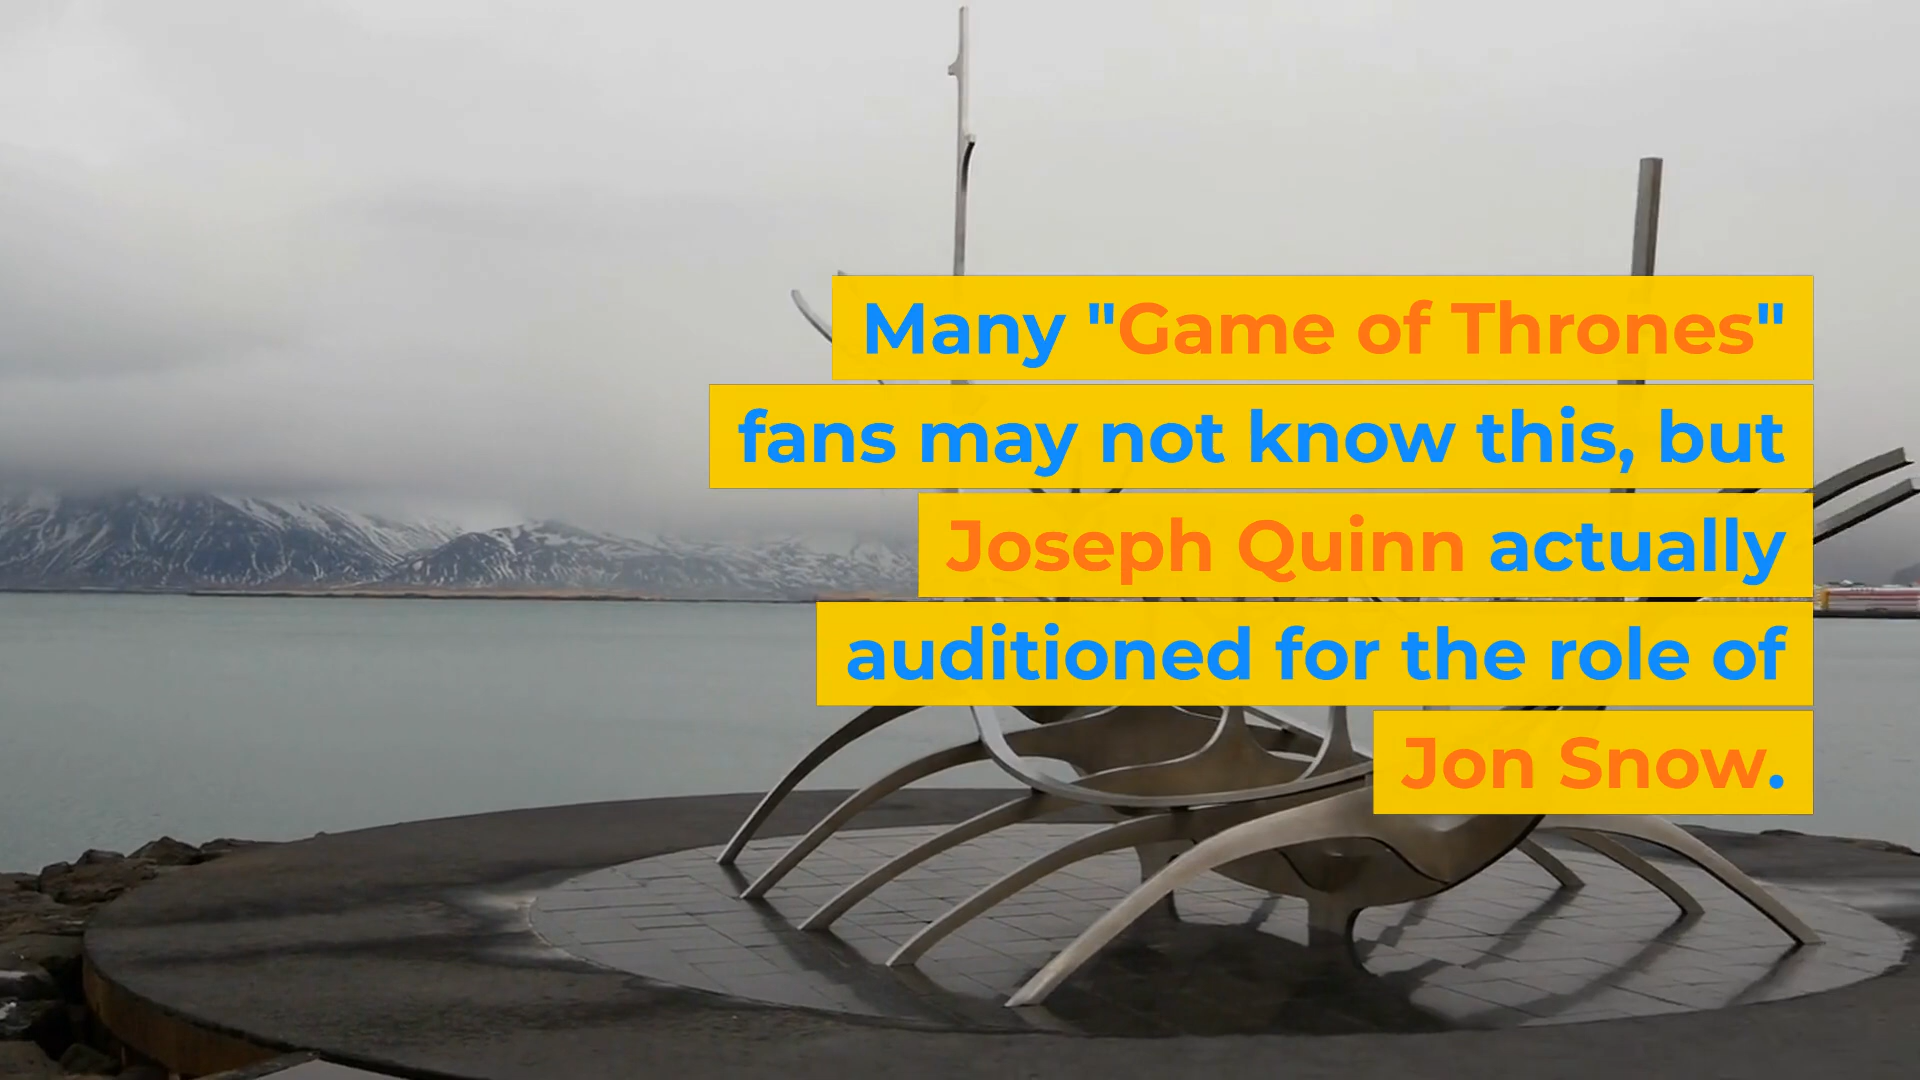 Many "Game of Thrones"
fans may not know this, but
Joseph Quinn actually
auditioned for the role of
Jon Snow.